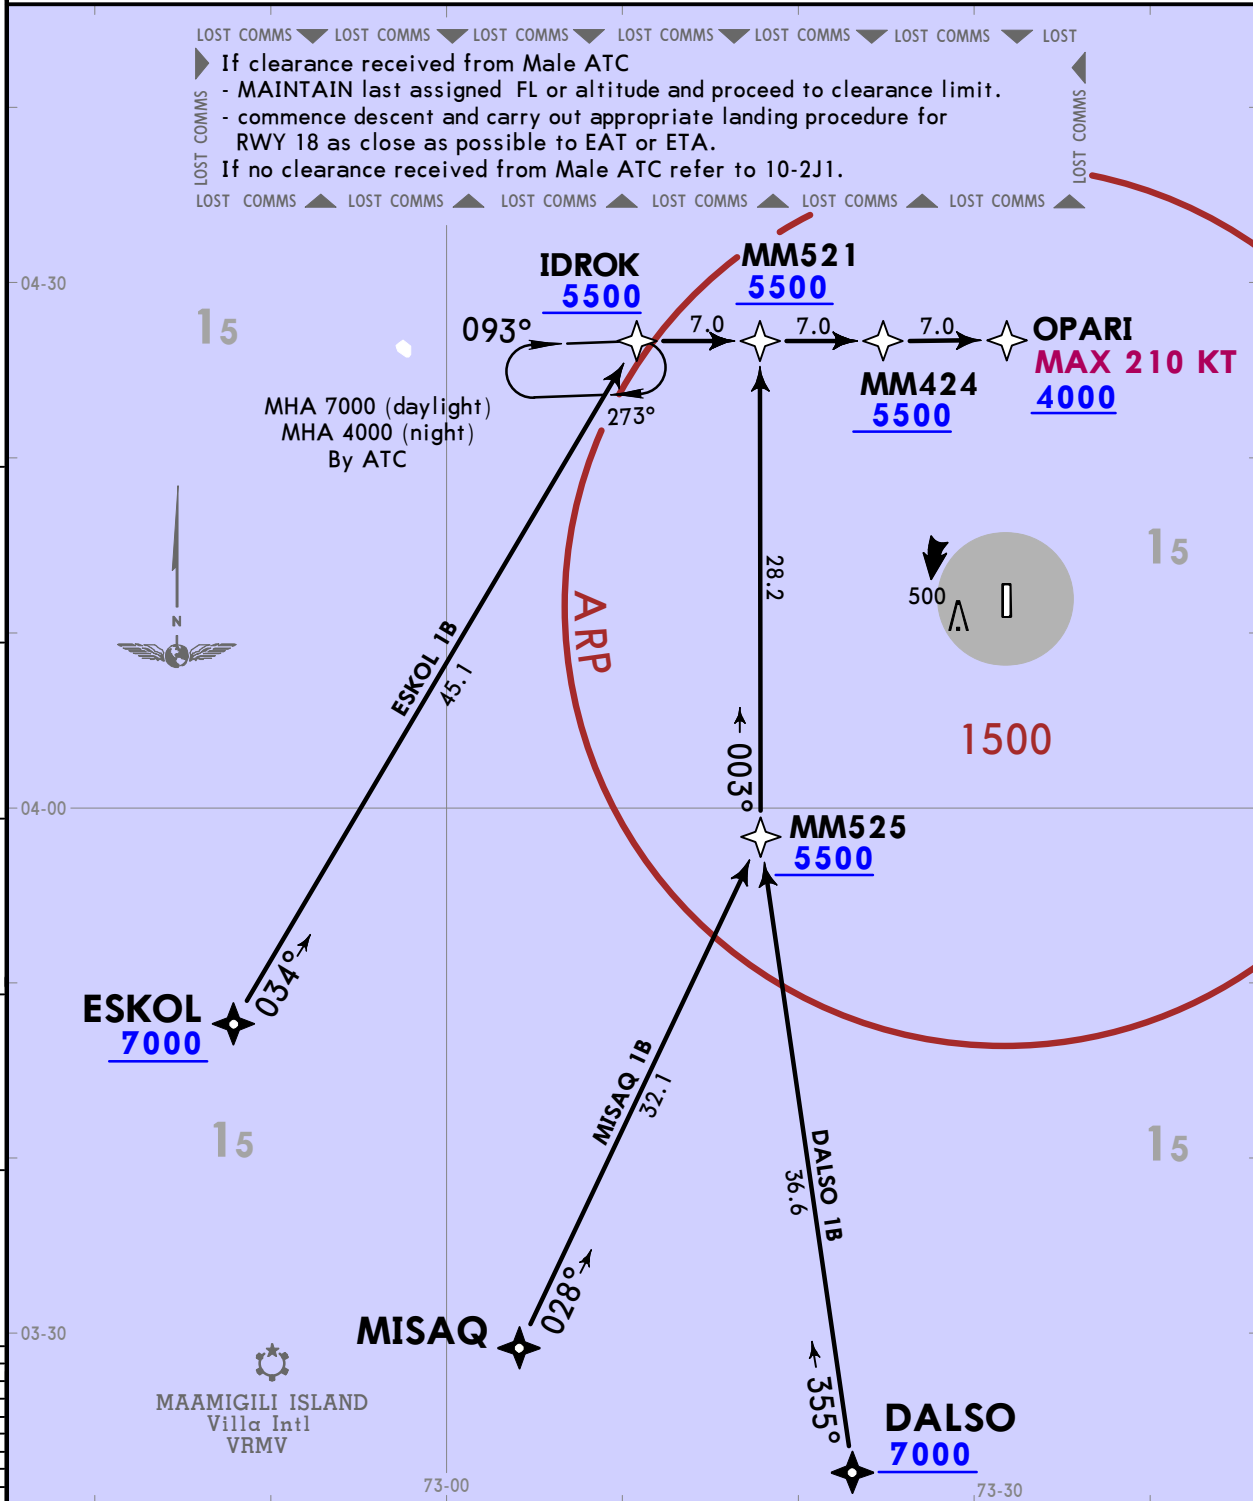 LOST COMMS LOST COMMS LOST COMMS LOST COMMS LOST COMMS LOST COMMS LOST
LOST COMMS
If clearance received from Male ATC
- MAINTAIN last assigned FL or altitude and proceed to clearance limit.
- commence descent and carry out appropriate landing procedure for
RWY 18 as close as possible to EAT or ETA.
If no clearance received from Male ATC refer to 10-2J1.
LOST COMMS
LOST COMMS LOST COMMS LOST COMMS LOST COMMS LOST COMMS LOST COMMS
IDROK
5500
MM521
5500
04-30
15
093°
7.0
7.0
7.0
OPARI
MAX 210 KT
4000
MM424
5500
273°
MHA 7000 (daylight)
MHA 4000 (night)
By ATC
28.2
15
500
ARP
N
ESKOL 1B
45.1
1500
003°
04-00
MM525
5500
034°
ESKOL
7000
MISAQ 1B
32.1
15
DALSO 1B
36.6
15
028°
MISAQ
03-30
355°
MAAMIGILI ISLAND
Villa Intl
VRMV
DALSO
7000
73-00
73-30